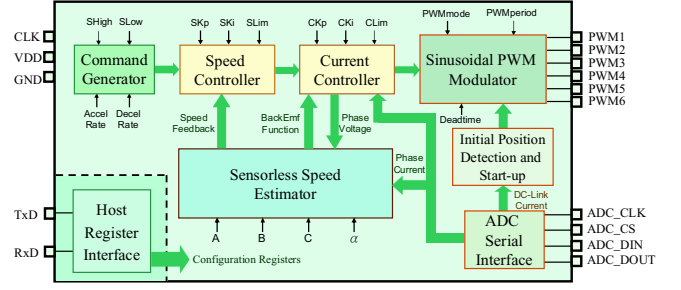 SHigh SLow
SKp SKi SLim
CKp CKi CLim
PWMmode PWMperiod
CLK
VDD
GND
Command
Generator
Speed
Controller
Current
Controller
Sinusoidal PWM
Modulator
PWM1
PWM2
PWM3
PWM4
PWM5
PWM6
Accel
Rate
Decel
Rate
Speed
Feedback
BackEmf
Function
Phase
Voltage
Deadtime
Initial Position
Detection and
Start-up
Phase
Current
Sensorless Speed
Estimator
DC-Link
Current
A B C α
TxD
RxD
Host
Register
Interface
Configuration Registers
ADC
Serial
Interface
ADC_CLK
ADC_CS
ADC_DIN
ADC_DOUT